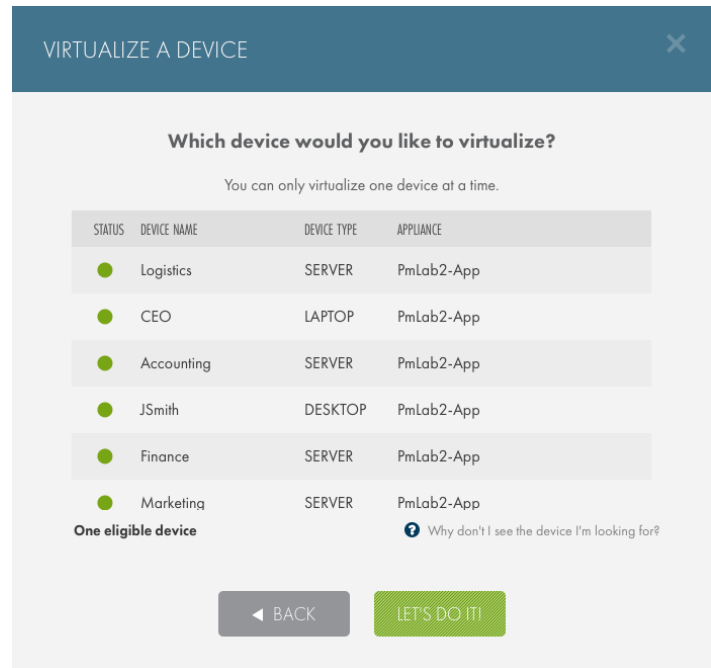 VIRTUALIZE A DEVICE
Which device would you like to virtualize?
You can only virtualize one device at a time.
STATUS DEVICE NAME DEVICE TYPE APPLIANCE
Logistics SERVER PmLab2-App
CEO LAPTOP PmLab2-App
Accounting SERVER PmLab2-App
JSmith DESKTOP PmLab2-App
Finance SERVER PmLab2-App
Marketing SERVER PmLab2-App
One eligible device ? Why don't I see the device I'm looking for?
BACK LET'S DO IT!